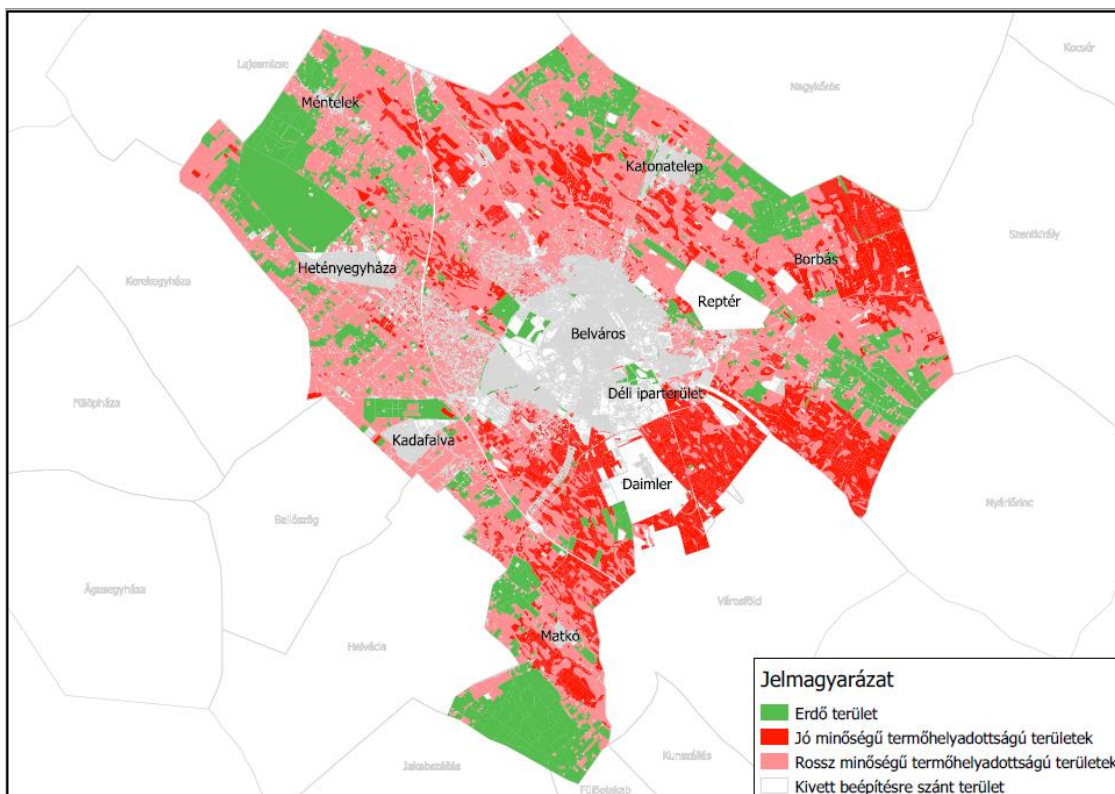 Kocsér
Lajosmizse
Nagykőrös
Méntelek
Katonatelep
Szentkirály
Borbás
Hetényegyháza
Kerekegyháza
Reptér
Belváros
Déli iparterület
Fülöpháza
Kadafalva
Daimler
Nyárlőrinc
Ballószög
Ágasegyháza
Városföld
Matkó
Helvécia
Jelmagyarázat
Erdő terület
Jó minőségű termőhelyadottságú területek
Rossz minőségű termőhelyadottságú területek
Kivett beépítésre szánt terület
Kunszállás
Jakabszállás
Fülöpjakab